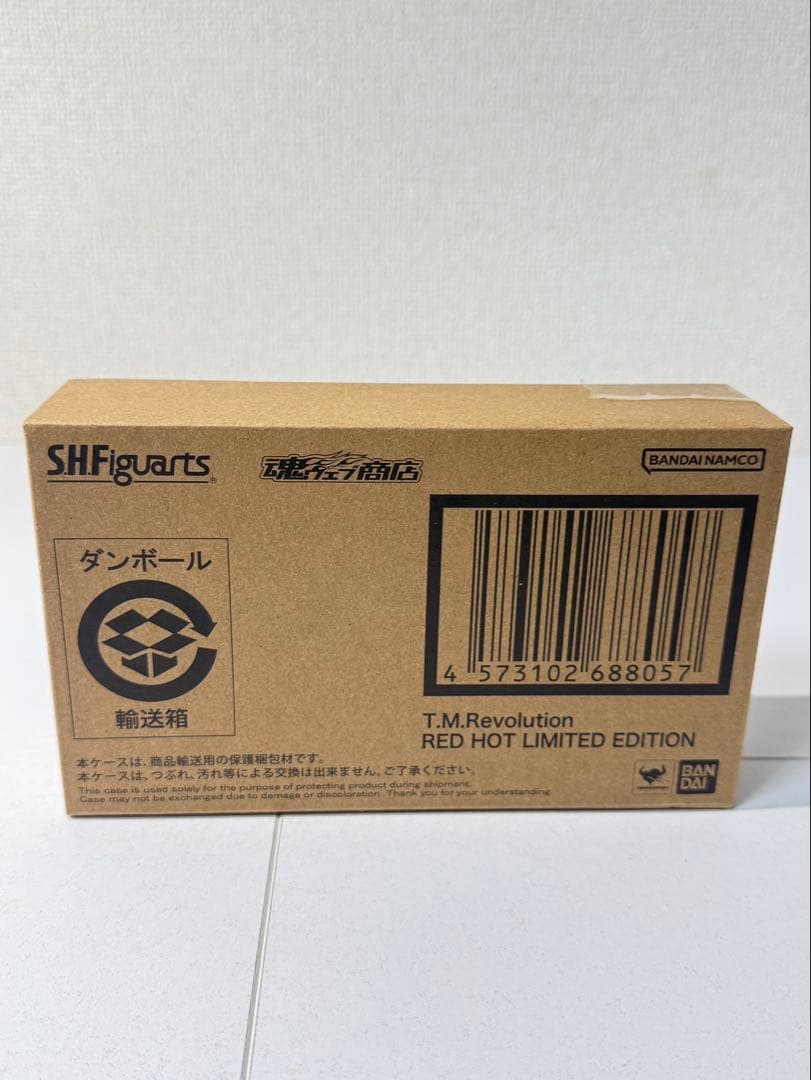 S.H.Figuarts®
魂ウェブ商店
BANDAI NAMCO
ダンボール
輸送箱
4 573102 688057
T.M.Revolution
RED HOT LIMITED EDITION
本ケースは、商品輸送用の保護梱包材です。
本ケースは、つぶれ、汚れ等による交換は出来ません。ご了承ください。
This case is used solely for the purpose of protecting product during shipment.
Case may not be exchanged due to damage or discoloration. Thank you for your understanding
BAN
DAI